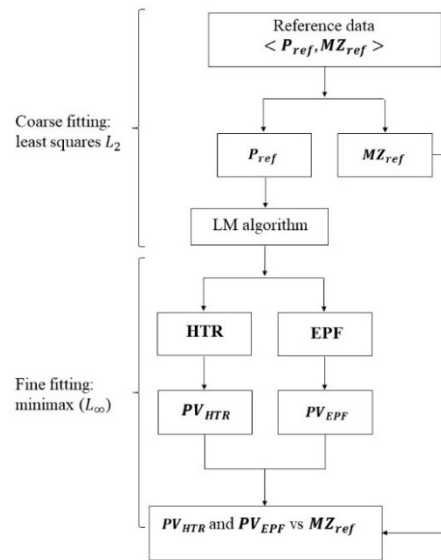 Reference data
< P_ref, MZ_ref >
Coarse fitting:
least squares L_2
P_ref
MZ_ref
LM algorithm
HTR
EPF
Fine fitting:
minimax (L_∞)
PV_HTR
PV_EPF
PV_HTR and PV_EPF vs MZ_ref